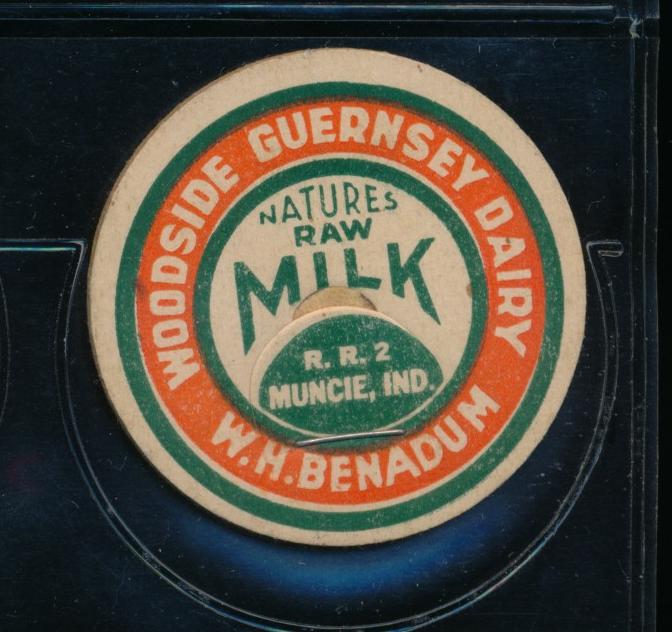 WOODSIDE GUERNSEY DAIRY
NATURES
RAW
MILK
R. R. 2
MUNCIE, IND.
W.H. BENADUM